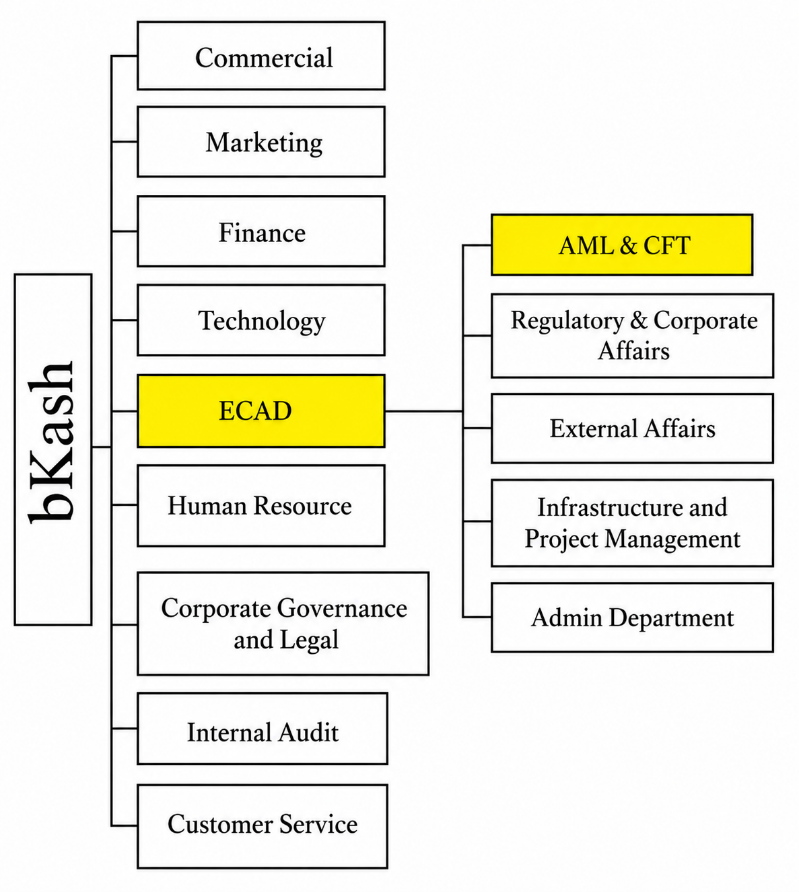 bKash
Commercial
Marketing
Finance
Technology
ECAD
Human Resource
Corporate Governance
and Legal
Internal Audit
Customer Service
AML & CFT
Regulatory & Corporate
Affairs
External Affairs
Infrastructure and
Project Management
Admin Department